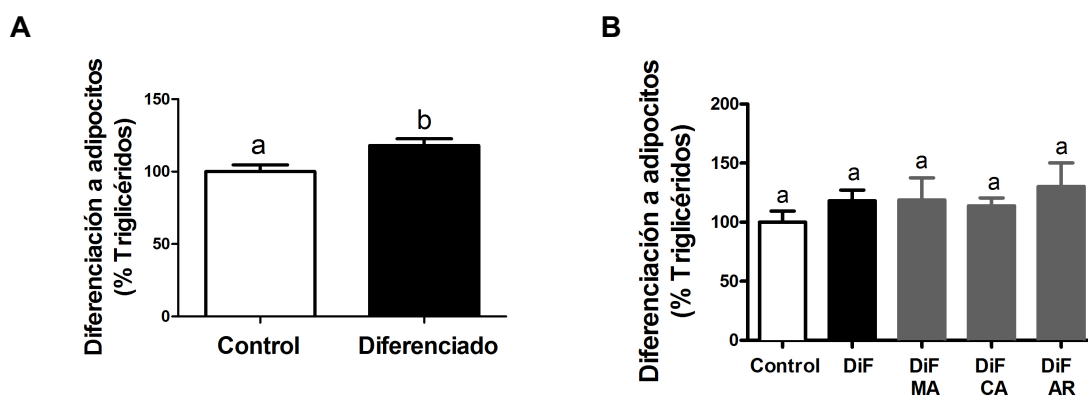 A
Diferenciación a adipocitos
(% Triglicéridos)
150
100
50
0
a
b
Control
Diferenciado
B
Diferenciación a adipocitos
(% Triglicéridos)
200
150
100
50
0
a
a
a
a
a
Control
DiF
DiF
MA
DiF
CA
DiF
AR